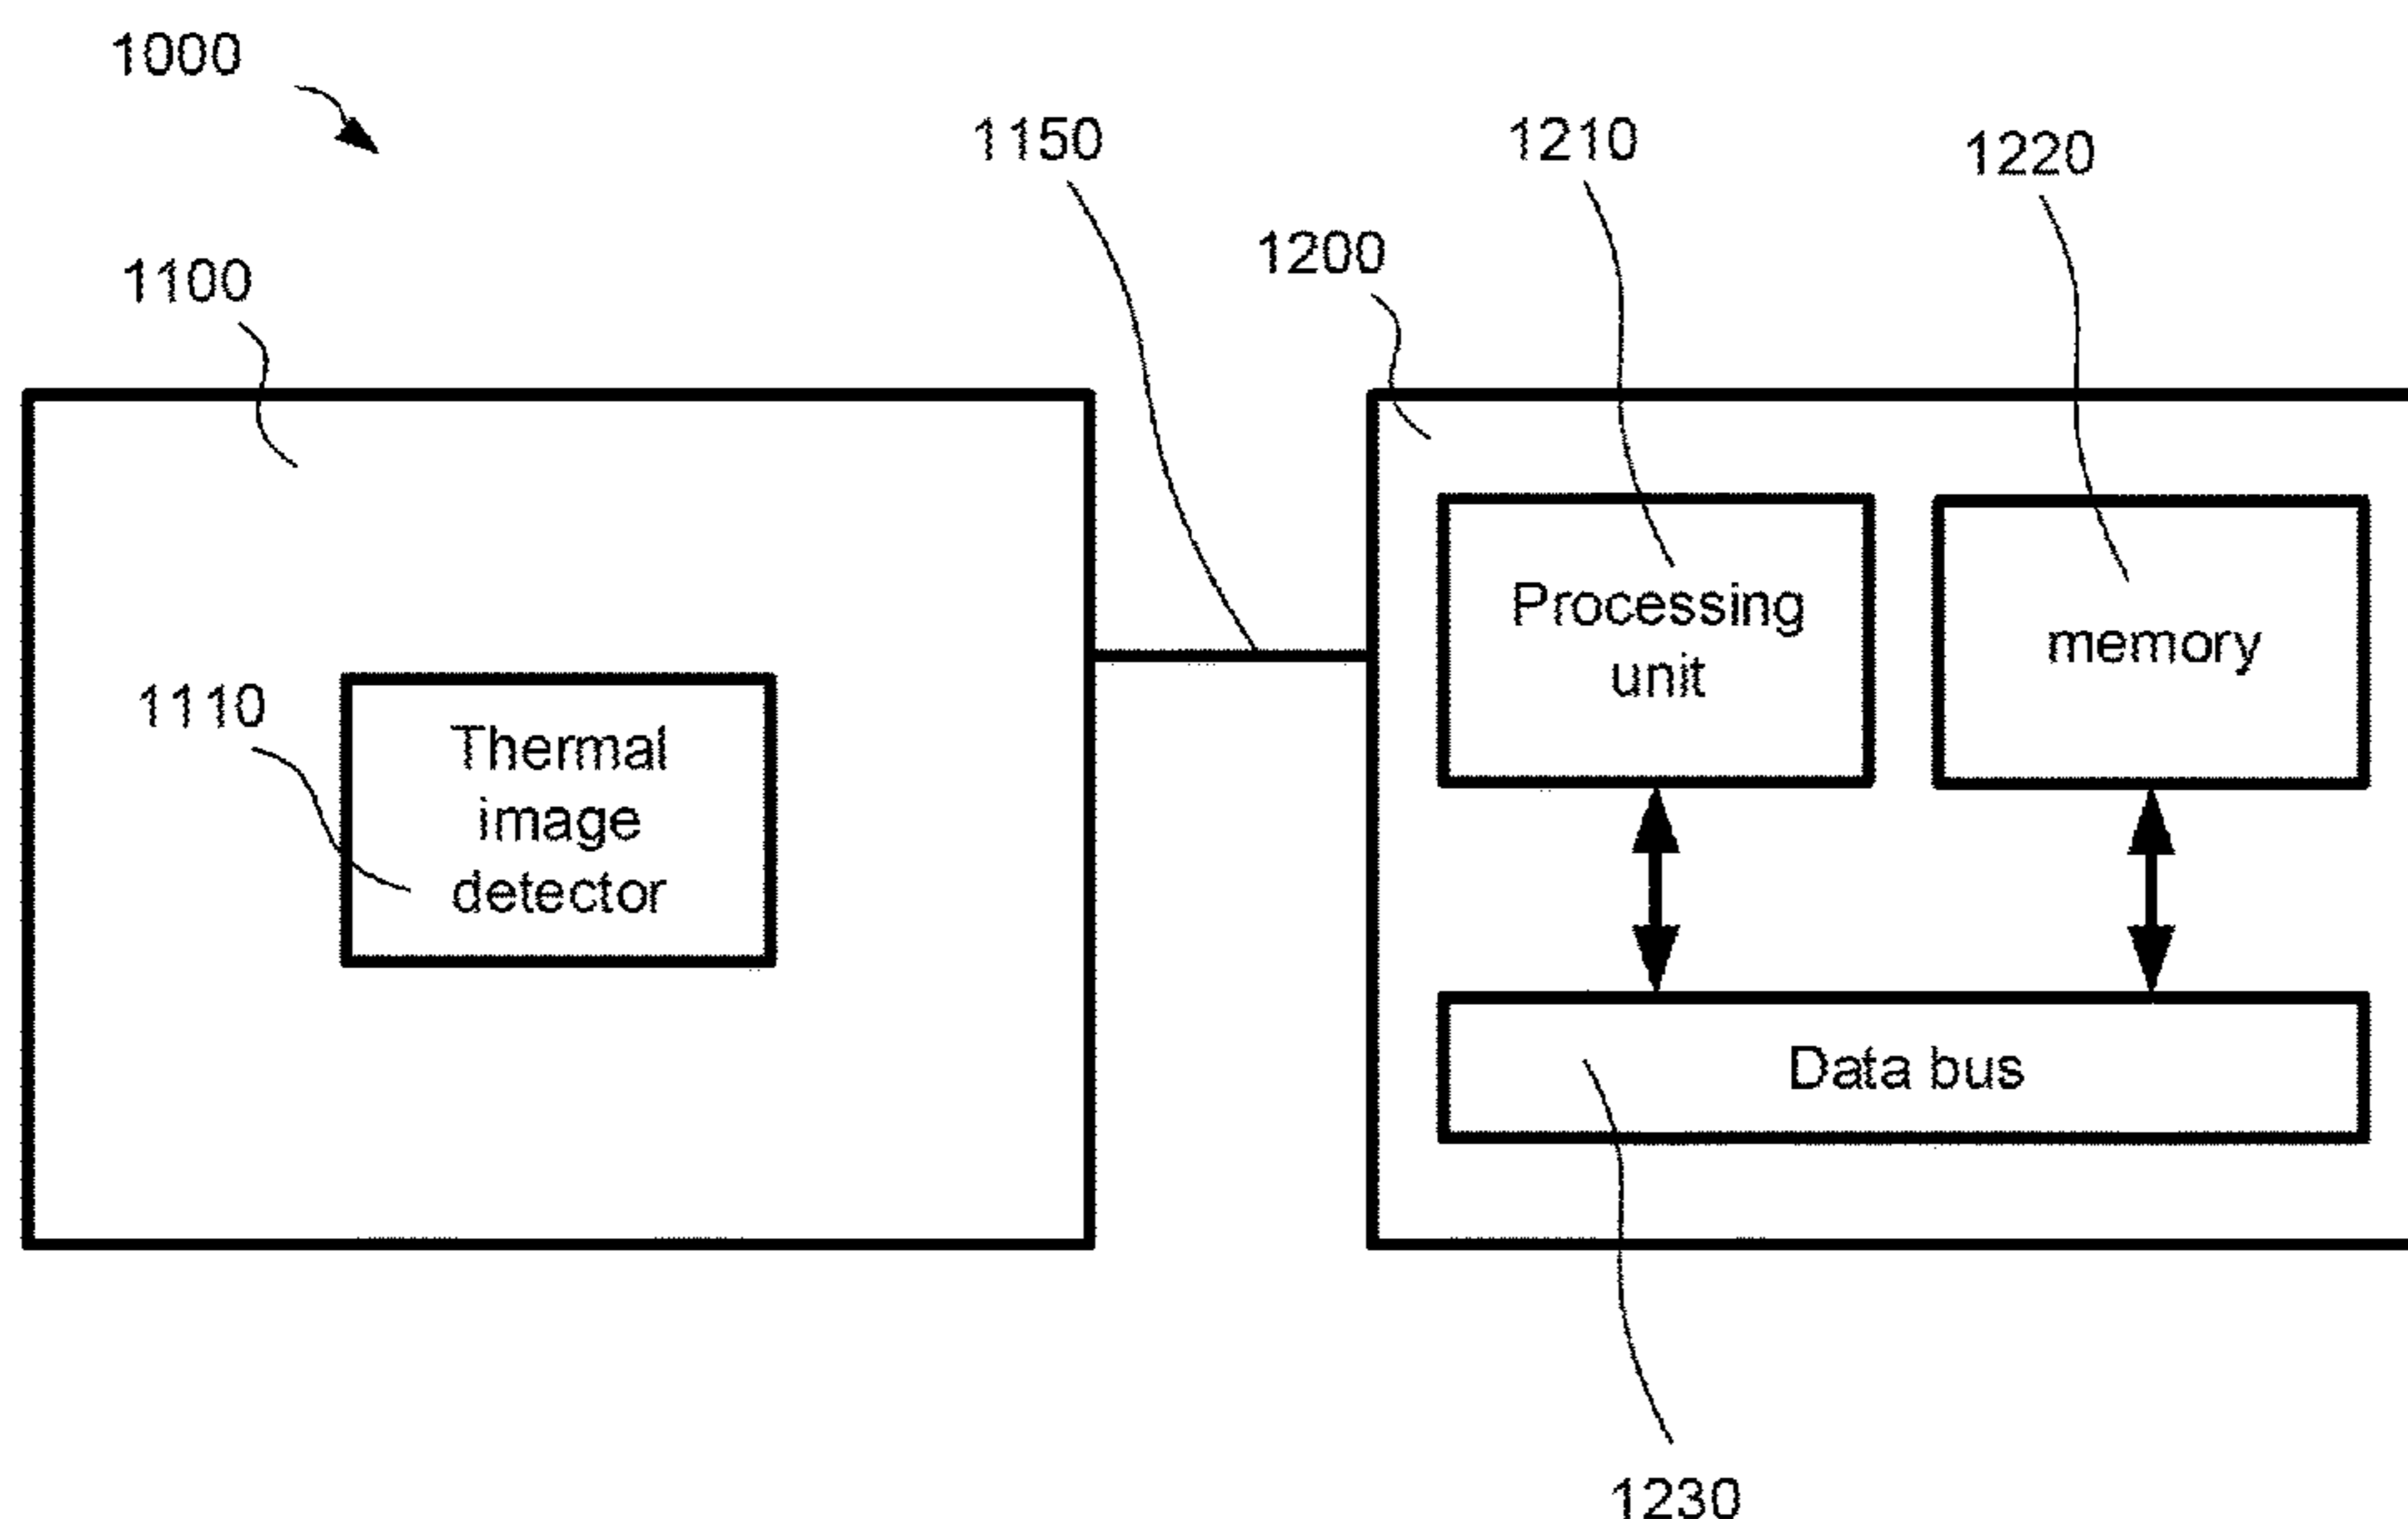 1000
1150
1210
1220
1200
1100
Processing
unit
memory
1110
Thermal
image
detector
Data bus
1230